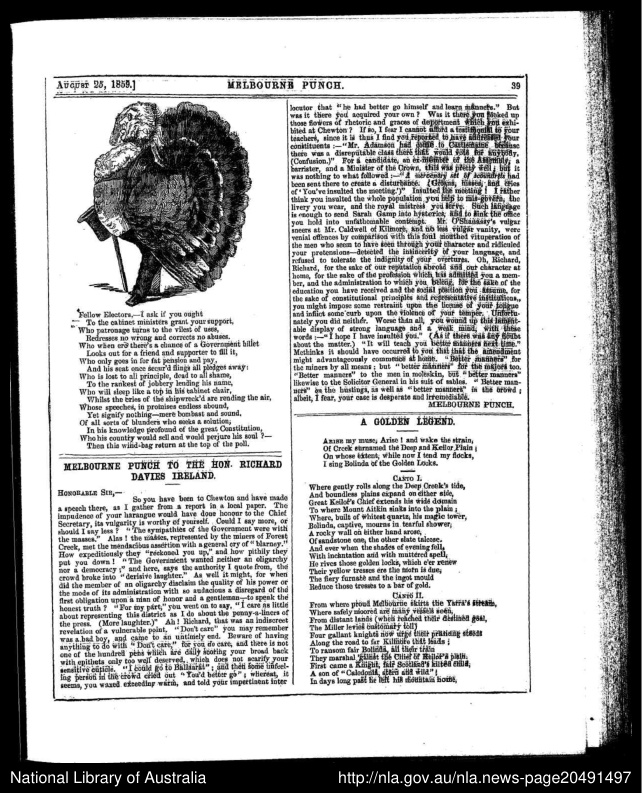 August 25, 1859.]
MELBOURNE PUNCH.
39
Fellow Electors,—I ask if you ought
To the cabinet ministers grant your support,
Who patronage turns to the vilest of uses,
Redresses no wrong and corrects no abuses.
Who when e'er there's a chance of a Government billet
Looks out for a friend and supporter to fill it,
Who only goes in for fat pension and pay,
And his seat once secur'd flings all pledges away:
Who is lost to all principle, dead to all shame,
To the rankest of jobbery lending his name,
Who will sleep like a top in his cabinet chair,
Whilst the cries of the shipwreck'd are rending the air,
Whose speeches, in promises endless abound,
Yet signify nothing—mere bombast and sound,
Of all sorts of blunders who seeks a solution;
In his knowledge profound of the great Constitution,
Who his country would sell and would perjure his soul?—
Then this wind-bag return at the top of the poll.
MELBOURNE PUNCH TO THE HON. RICHARD
DAVIES IRELAND.
Honorable Sir,—
So you have been to Chewton and have made
a speech there, as I gather from a report in a local paper. The
impudence of your harangue would have done honour to the Chief
Secretary, its vulgarity is worthy of yourself. Could I say more, or
should I say less? "The sympathies of the Government were with
the masses." Alas! the masses, represented by the miners of Forest
Creek, met the mendacious assertion with a general cry of "blarney."
How expeditiously they "reckoned you up," and how pithily they
put you down! "The Government wanted neither an oligarchy
nor a democracy;" and here, says the authority I quote from, the
crowd broke into "derisive laughter." As well it might, for when
did the member of an oligarchy disclaim the quality of his power or
the mode of its administration with so audacious a disregard of the
first obligation upon a man of honor and a gentleman—to speak the
honest truth? "For my part," you went on to say, "I care as little
about representing this district as I do about the penny-a-liners of
the press. (More laughter.)" Ah! Richard, that was an indiscreet
revelation of a vulnerable point. "Don't care" you may remember
was a bad boy, and came to an untimely end. Beware of having
anything to do with "Don't care," for you do care, and there is not
one of the hundred pens which are daily scoring your broad back
with epithets only too well deserved, which does not scarify your
sensitive cuticle. "I could go to Ballaarat"; and then some unfeeling
person in the crowd cried out "You'd better go"; whereat, it
seems, you waxed exceeding warm, and told your impertinent inter
locutor that "he had better go himself and learn manners." But
was it there you acquired your own? Was it there you picked up
those flowers of rhetoric and graces of deportment which you exhibited
at Chewton? If so, I fear I cannot afford a testimonial to your
teachers, since it is thus I find you reported to have addressed your
constituents:—"Mr. Adamson had come to Castlemaine because
there was a disreputable class there that would vote for anybody,
(Confusion.)" For a candidate, an ex-member of the Assembly, a
barrister, and a Minister of the Crown, this was pretty well; but it
was nothing to what followed:—"A mercenary set of scoundrels had
been sent there to create a disturbance. (Groans, hisses, and cries
of 'You've insulted the meeting.')" Insulted the meeting! I rather
think you insulted the whole population you help to mis-govern, the
livery you wear, and the royal mistress you serve. Such language
is enough to send Sarah Gamp into hysterics, and to sink the office
you hold into unfathomable contempt. Mr. O'Shanassy's vulgar
sneers at Mr. Caldwell of Kilmore, and no less vulgar vanity, were
venial offences by comparison with this foul mouthed vituperation of
the men who seem to have seen through your character and ridiculed
your pretensions—detected the insincerity of your language, and
refused to tolerate the indignity of your overtures. Oh, Richard,
Richard, for the sake of our reputation abroad and our character at
home, for the sake of the profession which has admitted you a member,
and the administration to which you belong, for the sake of the
education you have received and the social position you assume, for
the sake of constitutional principles and representative institutions,
you might impose some restraint upon the license of your tongue
and inflict some curb upon the violence of your temper. Unfortunately
you did neither. Worse than all, you wound up this lamentable
display of strong language and a weak mind, with these
words:—"I hope I have insulted you." (As if there was any doubt
about the matter.) "It will teach you better manners next time."
Methinks it should have occurred to you that that the amendment
might advantageously commence at home. "Better manners" for
the miners by all means; but "better manners" for the majors too.
"Better manners" to the men in moleskin, but "better manners"
likewise to the Solicitor General in his suit of sables. "Better manners"
on the hustings, as well as "better manners" in the crowd;
albeit, I fear, your case is desperate and irremediable.
MELBOURNE PUNCH.
A GOLDEN LEGEND.
Arise my muse, Arise! and wake the strain,
Of Creek surnamed the Deep and Keilor Plain;
On whose extent, while now I tend my flocks,
I sing Belinda of the Golden Locks.
Canto I.
Where gently rolls along the Deep Creek's tide,
And boundless plains expand on either side,
Great Keilor's Chief extends his wide domain
To where Mount Aitkin sinks into the plain;
Where, built of whitest quartz, his magic tower,
Belinda, captive, mourns in tearful shower;
A rocky wall on either hand arose,
Of sandstone one, the other slate talcose.
And ever when the shades of evening fell,
With incantation and with muttered spell,
He rives those golden locks, which e'er renew
Their yellow tresses ere the morn is due,
The fiery furnace and the ingot mould
Reduce those tresses to a bar of gold.
Canto II.
From where proud Melbourne skirts the Yarra's stream,
Where safely moored are many vessels seen,
From distant lands (when reached their destined goal,
The Miller levies customary toll)
Four gallant knights now urge their prancing steeds
Along the road to far Kilmore that leads;
To ransom fair Belinda, all their train
They marshal 'gainst the Chief of Keilor's plain.
First came a Knight, fair Scotland's kilted child,
A son of "Caledonia, stern and wild";
In days long past he left his mountain home,
National Library of Australia
http://nla.gov.au/nla.news-page20491497